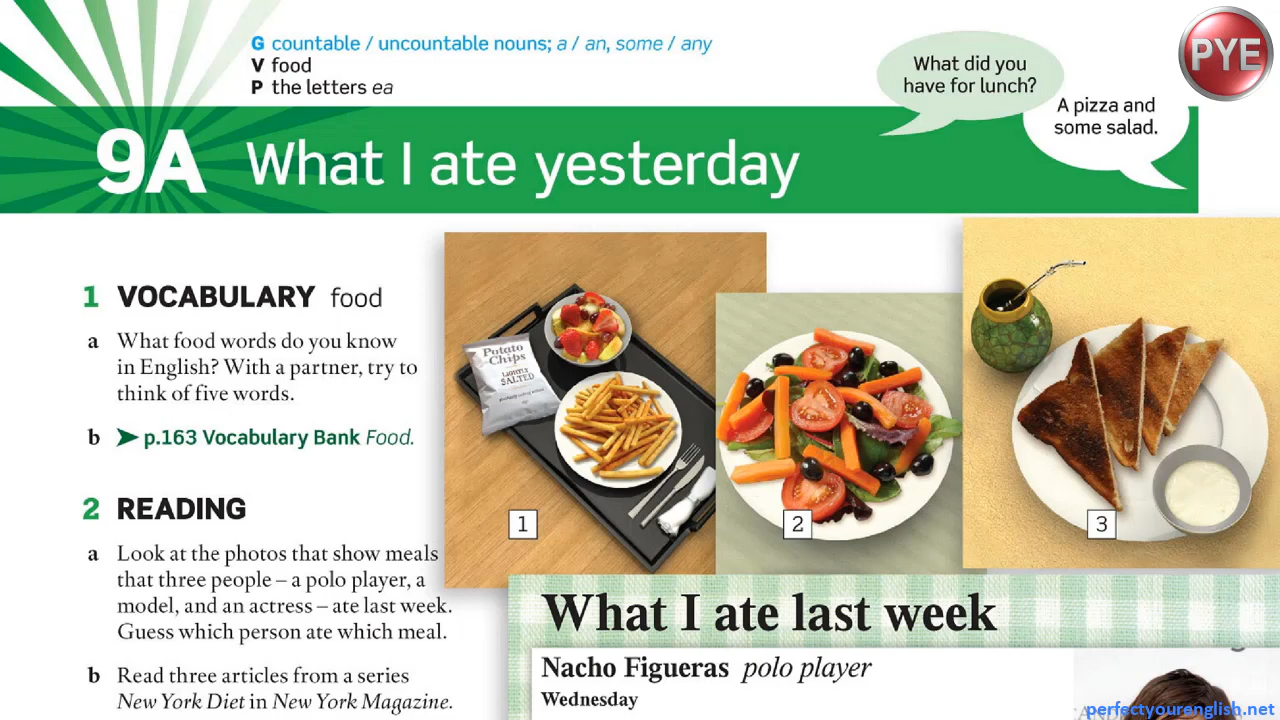 G countable / uncountable nouns; a / an, some / any
V food
P the letters ea
What did you
have for lunch?
A pizza and
some salad.
PYE
9A What I ate yesterday
1 VOCABULARY food
a What food words do you know
in English? With a partner, try to
think of five words.
b ➤ p.163 Vocabulary Bank Food.
2 READING
a Look at the photos that show meals
that three people – a polo player, a
model, and an actress – ate last week.
Guess which person ate which meal.
b Read three articles from a series
New York Diet in New York Magazine.
Potato
Chips
LIGHTLY
SALTED
1
2
3
What I ate last week
Nacho Figueras polo player
Wednesday
perfectyourenglish.net